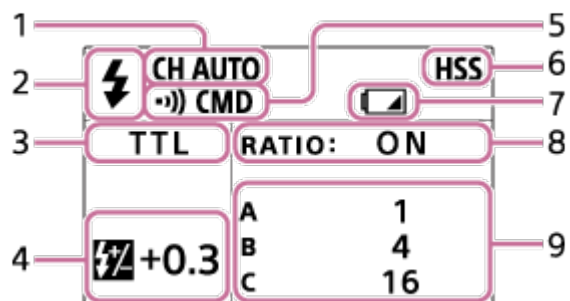 1 5
2 CH AUTO HSS 6
•))) CMD 7
3 TTL RATIO: ON 8
A 1
4 +0.3 B 4 9
C 16